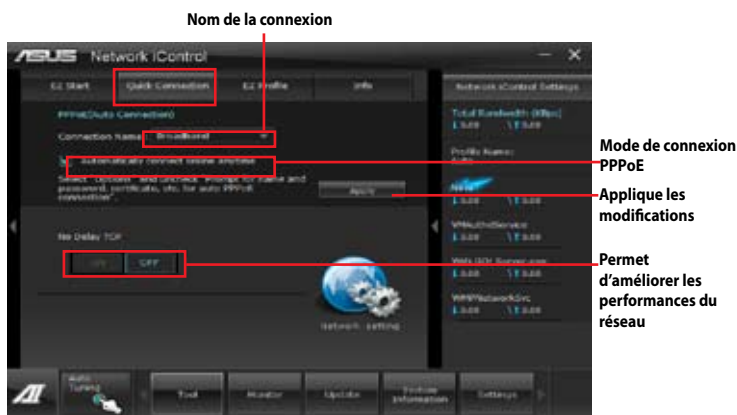 Nom de la connexion
ASUS Network iControl
EZ Start
Quick Connection
EZ Profile
Info
Network iControl Settings
PPPoE(Auto Connection)
Connection Name: Broadband
Automatically connect online anytime
Select "Options" and uncheck "Prompt for name and
password, certificate, etc. for auto PPPoE
connection".
Apply
No Delay TCP
ON OFF
Network setting
Total Bandwidth (KBps)
Profile Name:
WMPNetworkSvc
Mode de connexion
PPPoE
Applique les
modifications
Permet
d'améliorer les
performances du
réseau
Auto
Tuning
Tool
Monitor
Update
System
Information
Settings